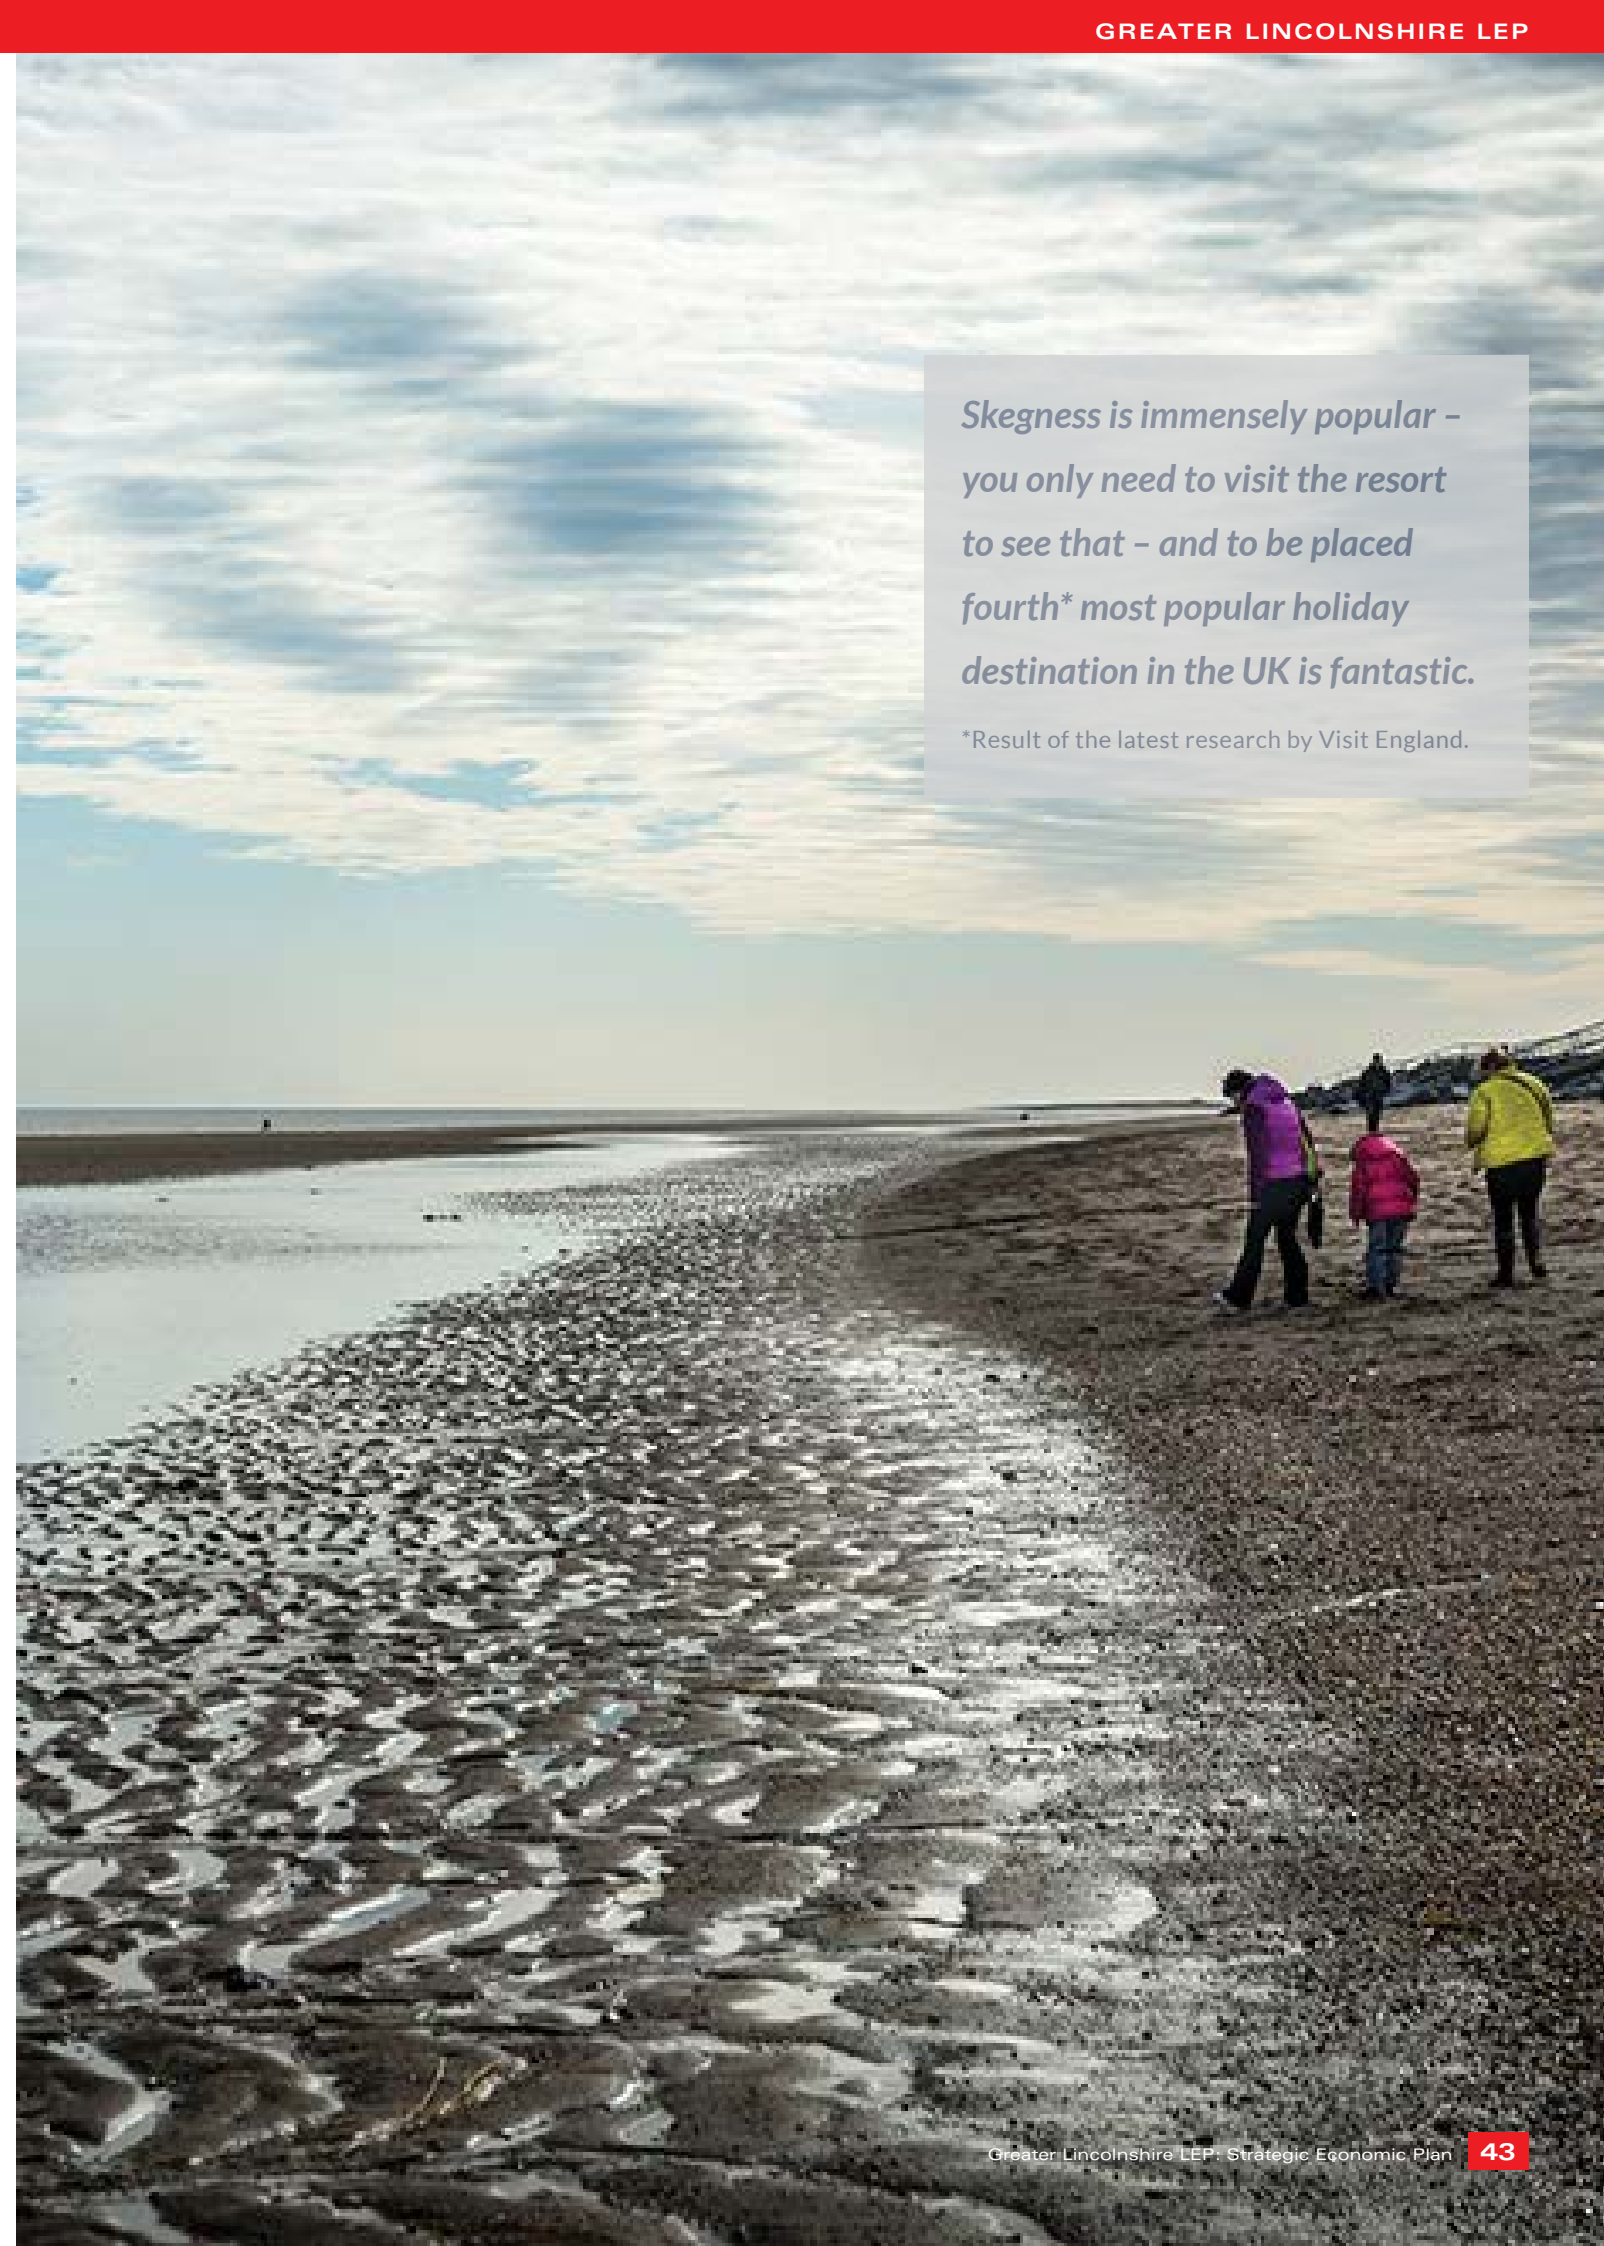 GREATER LINCOLNSHIRE LEP
Skegness is immensely popular –
you only need to visit the resort
to see that – and to be placed
fourth* most popular holiday
destination in the UK is fantastic.
*Result of the latest research by Visit England.
Greater Lincolnshire LEP: Strategic Economic Plan 43